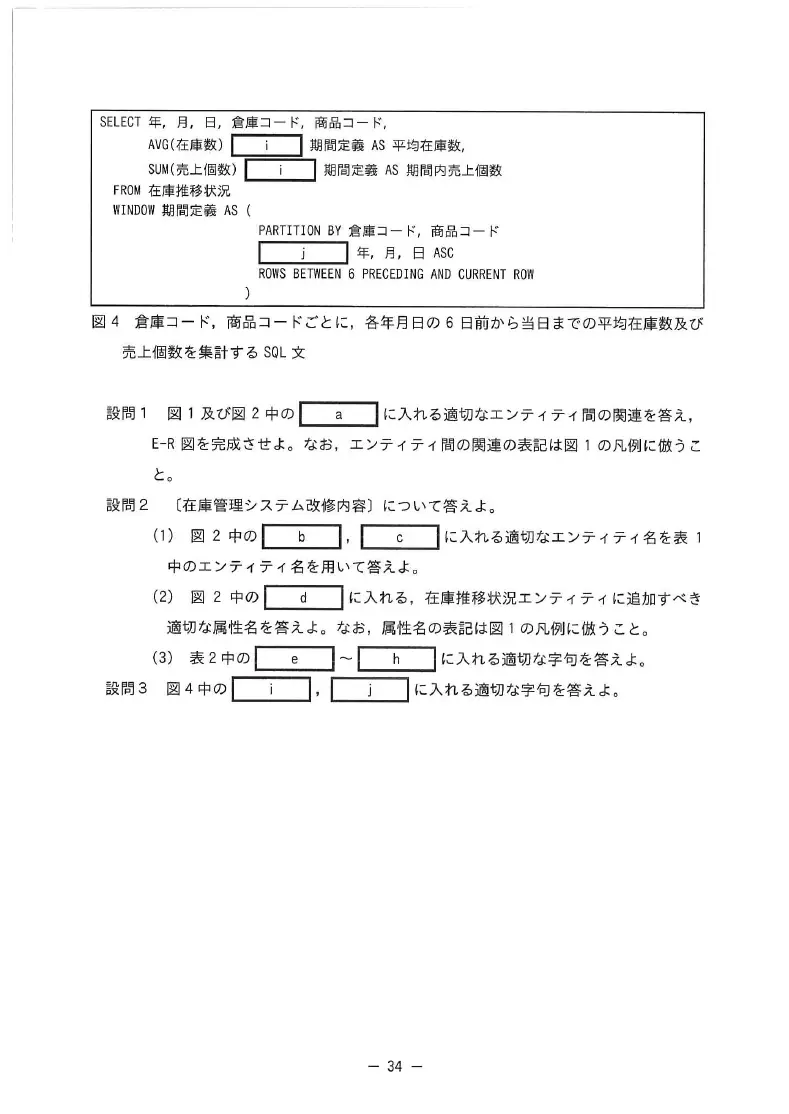 SELECT 年, 月, 日, 倉庫コード, 商品コード,
AVG(在庫数) i 期間定義 AS 平均在庫数,
SUM(売上個数) i 期間定義 AS 期間内売上個数
FROM 在庫推移状況
WINDOW 期間定義 AS (
PARTITION BY 倉庫コード, 商品コード
j 年, 月, 日 ASC
ROWS BETWEEN 6 PRECEDING AND CURRENT ROW
)
図4 倉庫コード，商品コードごとに，各年月日の6日前から当日までの平均在庫数及び
売上個数を集計するSQL文
設問1 図1及び図2中の a に入れる適切なエンティティ間の関連を答え，
E-R図を完成させよ。なお，エンティティ間の関連の表記は図1の凡例に倣うこ
と。
設問2 〔在庫管理システム改修内容〕について答えよ。
(1) 図2中の b ， c に入れる適切なエンティティ名を表1
中のエンティティ名を用いて答えよ。
(2) 図2中の d に入れる，在庫推移状況エンティティに追加すべき
適切な属性名を答えよ。なお，属性名の表記は図1の凡例に倣うこと。
(3) 表2中の e ～ h に入れる適切な字句を答えよ。
設問3 図4中の i ， j に入れる適切な字句を答えよ。
－ 34 －